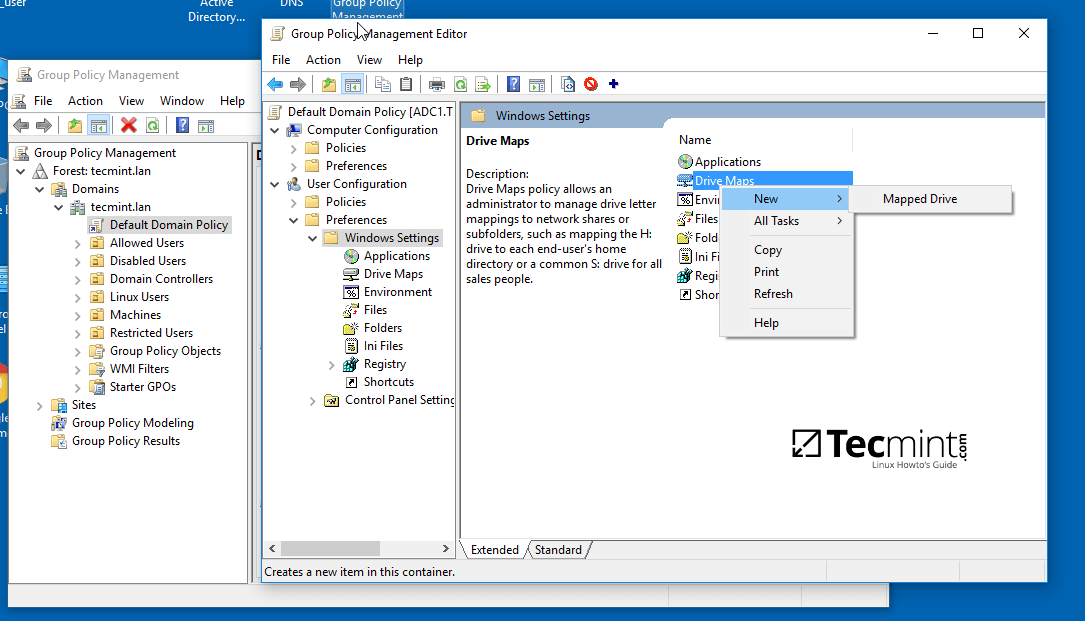 _user
Active
Directory...
DNS
Group Policy
Management
Group Policy Management
File Action View Window Help
Group Policy Management
Forest: tecmint.lan
Domains
tecmint.lan
Default Domain Policy
Allowed Users
Disabled Users
Domain Controllers
Linux Users
Machines
Restricted Users
Group Policy Objects
WMI Filters
Starter GPOs
Sites
Group Policy Modeling
Group Policy Results
Group Policy Management Editor
File Action View Help
Default Domain Policy [ADC1.T
Computer Configuration
Policies
Preferences
User Configuration
Policies
Preferences
Windows Settings
Applications
Drive Maps
Environment
Files
Folders
Ini Files
Registry
Shortcuts
Control Panel Setting
Windows Settings
Drive Maps
Description:
Drive Maps policy allows an
administrator to manage drive letter
mappings to network shares or
subfolders, such as mapping the H:
drive to each end-user's home
directory or a common S: drive for all
sales people.
Name
Applications
Drive Maps
Envi
Files
Fold
Ini Fi
Regis
Shor
New
All Tasks
Copy
Print
Refresh
Help
Mapped Drive
Tecmint.com
Linux Howto's Guide
Extended Standard
Creates a new item in this container.